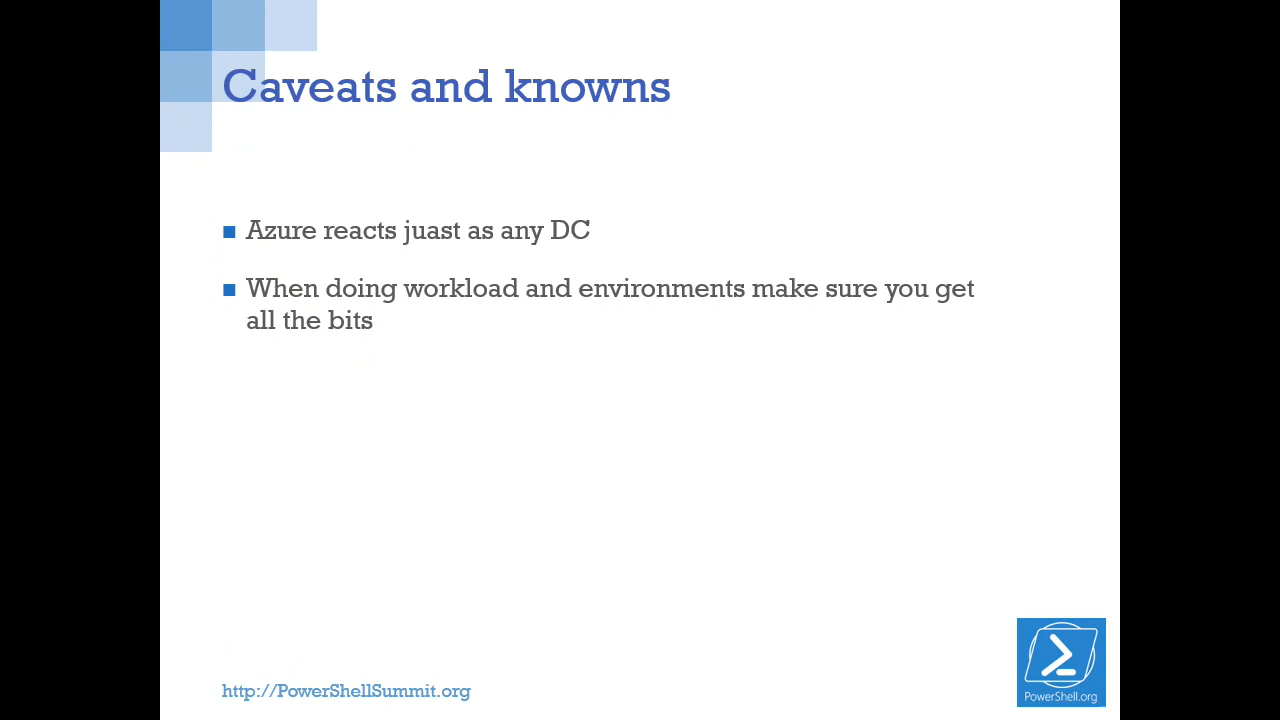 Caveats and knowns
■ Azure reacts juast as any DC
■ When doing workload and environments make sure you get
all the bits
http://PowerShellSummit.org
PowerShell.org